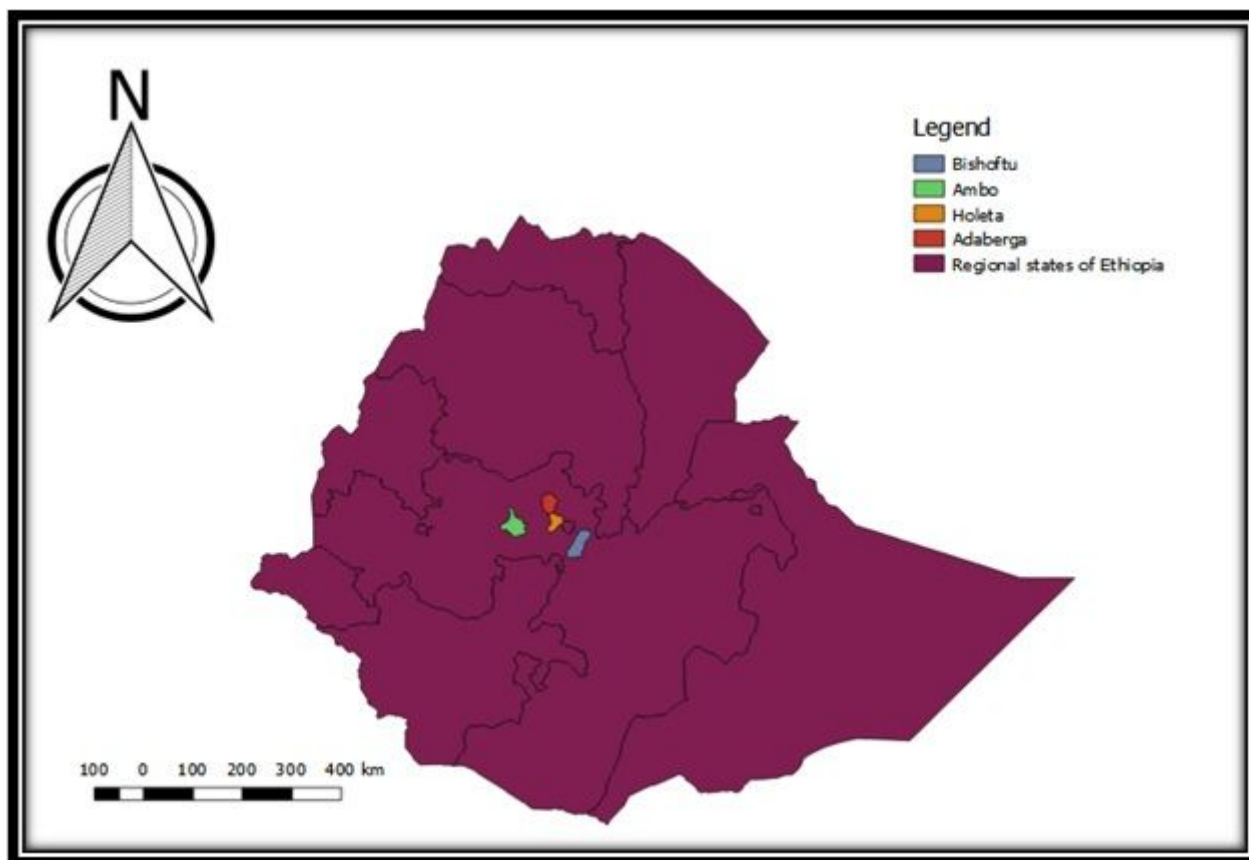 N
Legend
Bishoftu
Ambo
Holeta
Adaberga
Regional states of Ethiopia
100 0 100 200 300 400 km